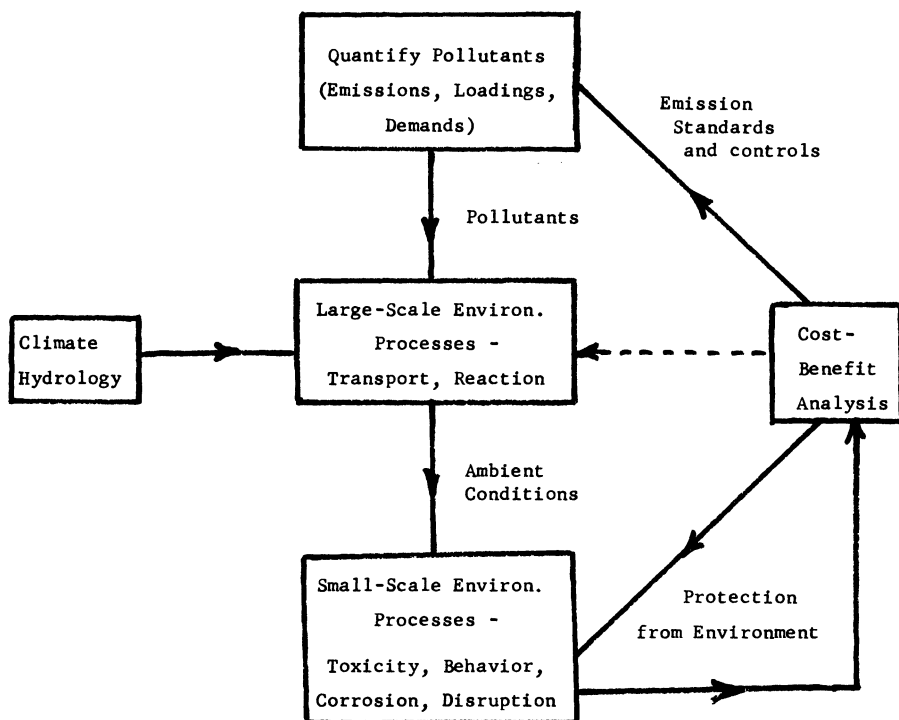 Quantify Pollutants
(Emissions, Loadings,
Demands)
Emission
Standards
and controls
Pollutants
Large-Scale Environ.
Processes -
Transport, Reaction
Climate
Hydrology
Cost-
Benefit
Analysis
Ambient
Conditions
Small-Scale Environ.
Processes -
Toxicity, Behavior,
Corrosion, Disruption
Protection
from Environment